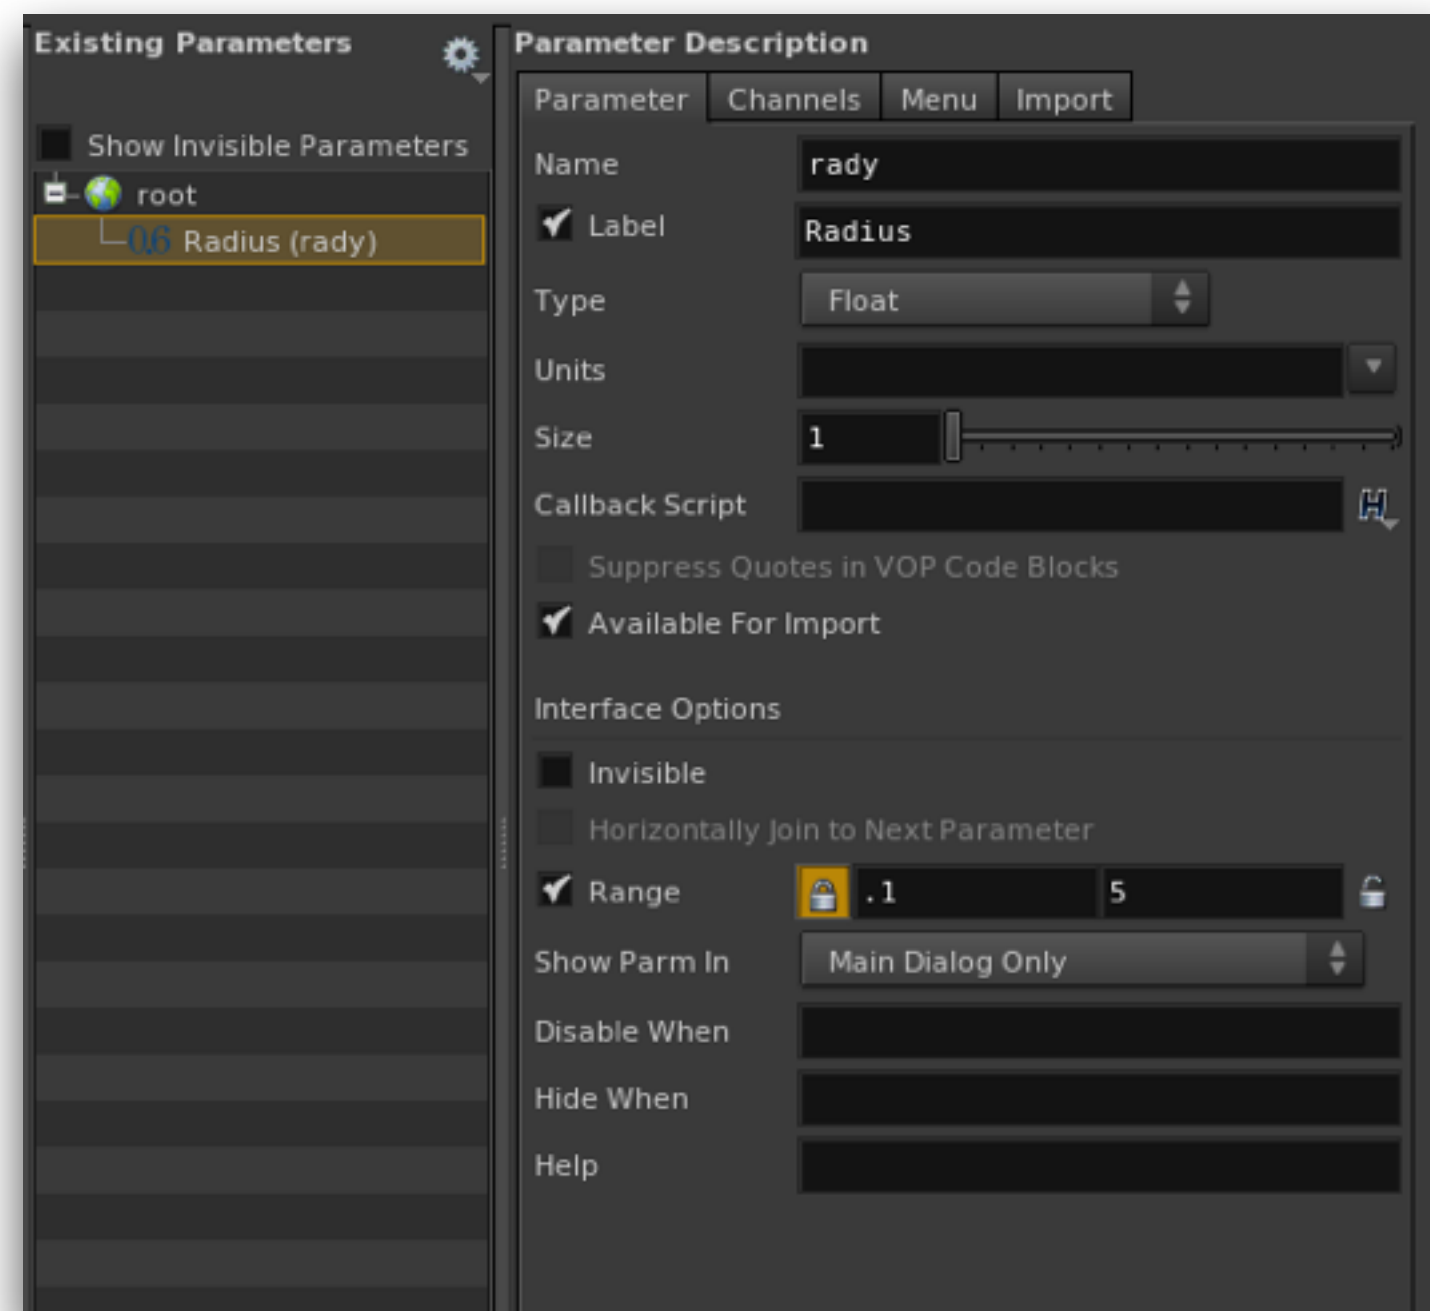 Existing Parameters
Show Invisible Parameters
root
0.6 Radius (rady)
Parameter Description
Parameter Channels Menu Import
Name rady
Label Radius
Type Float
Units
Size 1
Callback Script
Suppress Quotes in VOP Code Blocks
Available For Import
Interface Options
Invisible
Horizontally Join to Next Parameter
Range .1 5
Show Parm In Main Dialog Only
Disable When
Hide When
Help